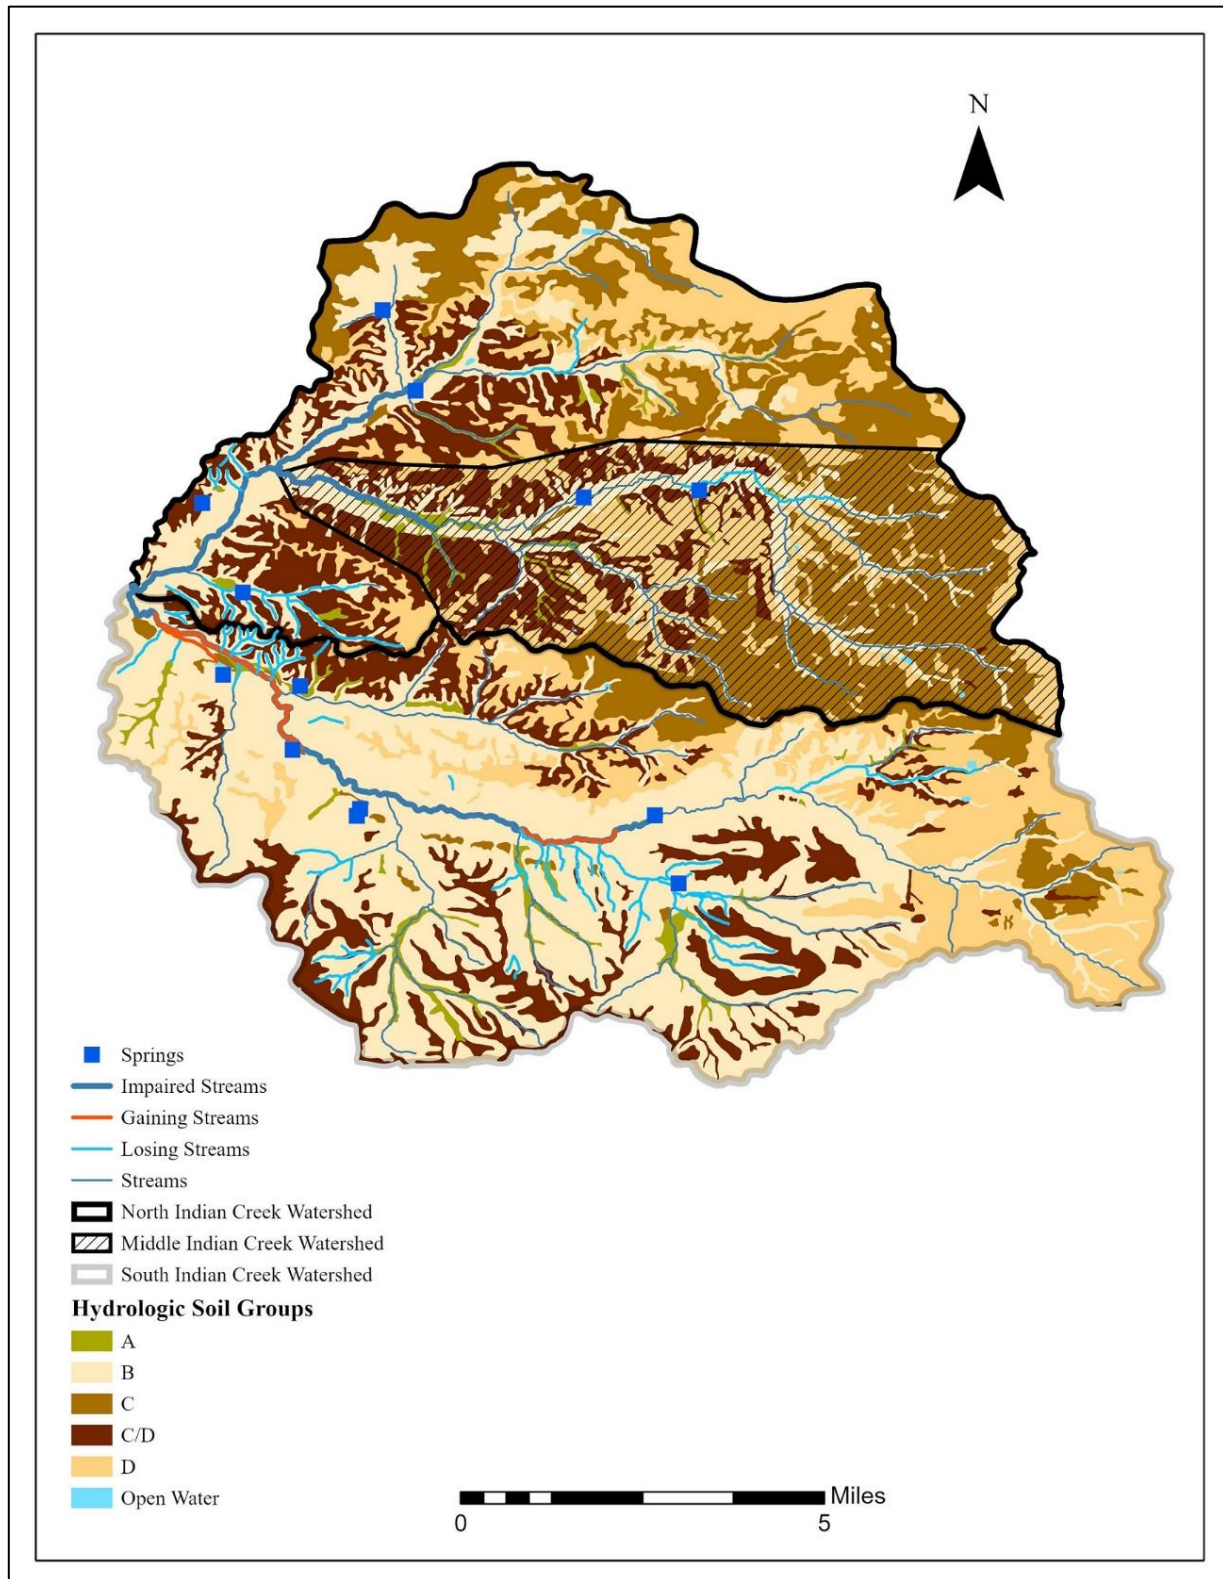 N
Springs
Impaired Streams
Gaining Streams
Losing Streams
Streams
North Indian Creek Watershed
Middle Indian Creek Watershed
South Indian Creek Watershed
Hydrologic Soil Groups
A
B
C
C/D
D
Open Water
Miles
0 5